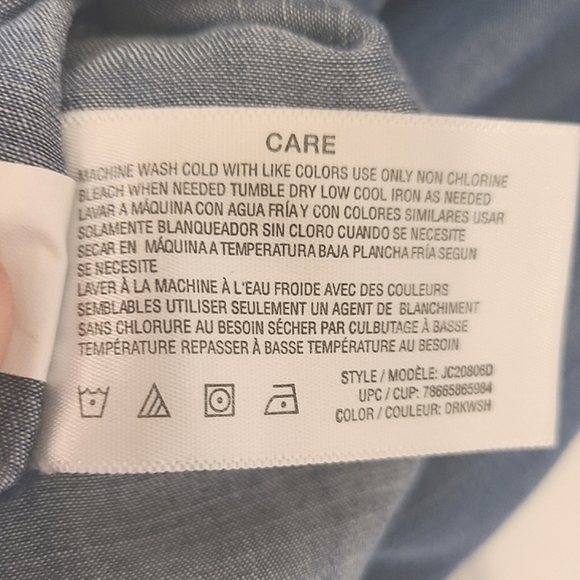 CARE
MACHINE WASH COLD WITH LIKE COLORS USE ONLY NON CHLORINE
BLEACH WHEN NEEDED TUMBLE DRY LOW COOL IRON AS NEEDED
LAVAR A MÁQUINA CON AGUA FRÍA Y CON COLORES SIMILARES USAR
SOLAMENTE BLANQUEADOR SIN CLORO CUANDO SE NECESITE
SECAR EN MÁQUINA A TEMPERATURA BAJA PLANCHA FRÍA SEGUN
SE NECESITE
LAVER À LA MACHINE À L'EAU FROIDE AVEC DES COULEURS
SEMBLABLES UTILISER SEULEMENT UN AGENT DE BLANCHIMENT
SANS CHLORURE AU BESOIN SÉCHER PAR CULBUTAGE À BASSE
TEMPÉRATURE REPASSER À BASSE TEMPÉRATURE AU BESOIN
STYLE / MODÈLE: JC20806D
UPC / CUP: 78665865984
COLOR / COULEUR: DRKWSH